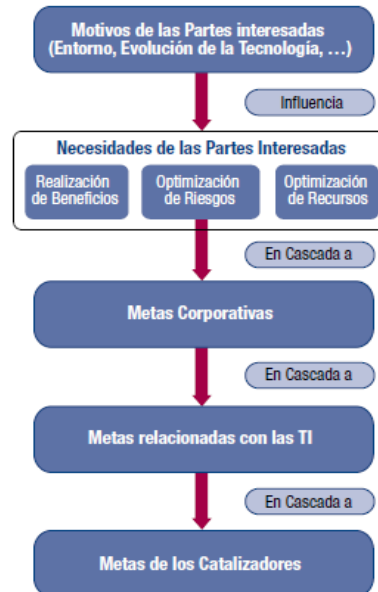 Motivos de las Partes interesadas
(Entorno, Evolución de la Tecnología, …)
Influencia
Necesidades de las Partes Interesadas
Realización
de Beneficios
Optimización
de Riesgos
Optimización
de Recursos
En Cascada a
Metas Corporativas
En Cascada a
Metas relacionadas con las TI
En Cascada a
Metas de los Catalizadores